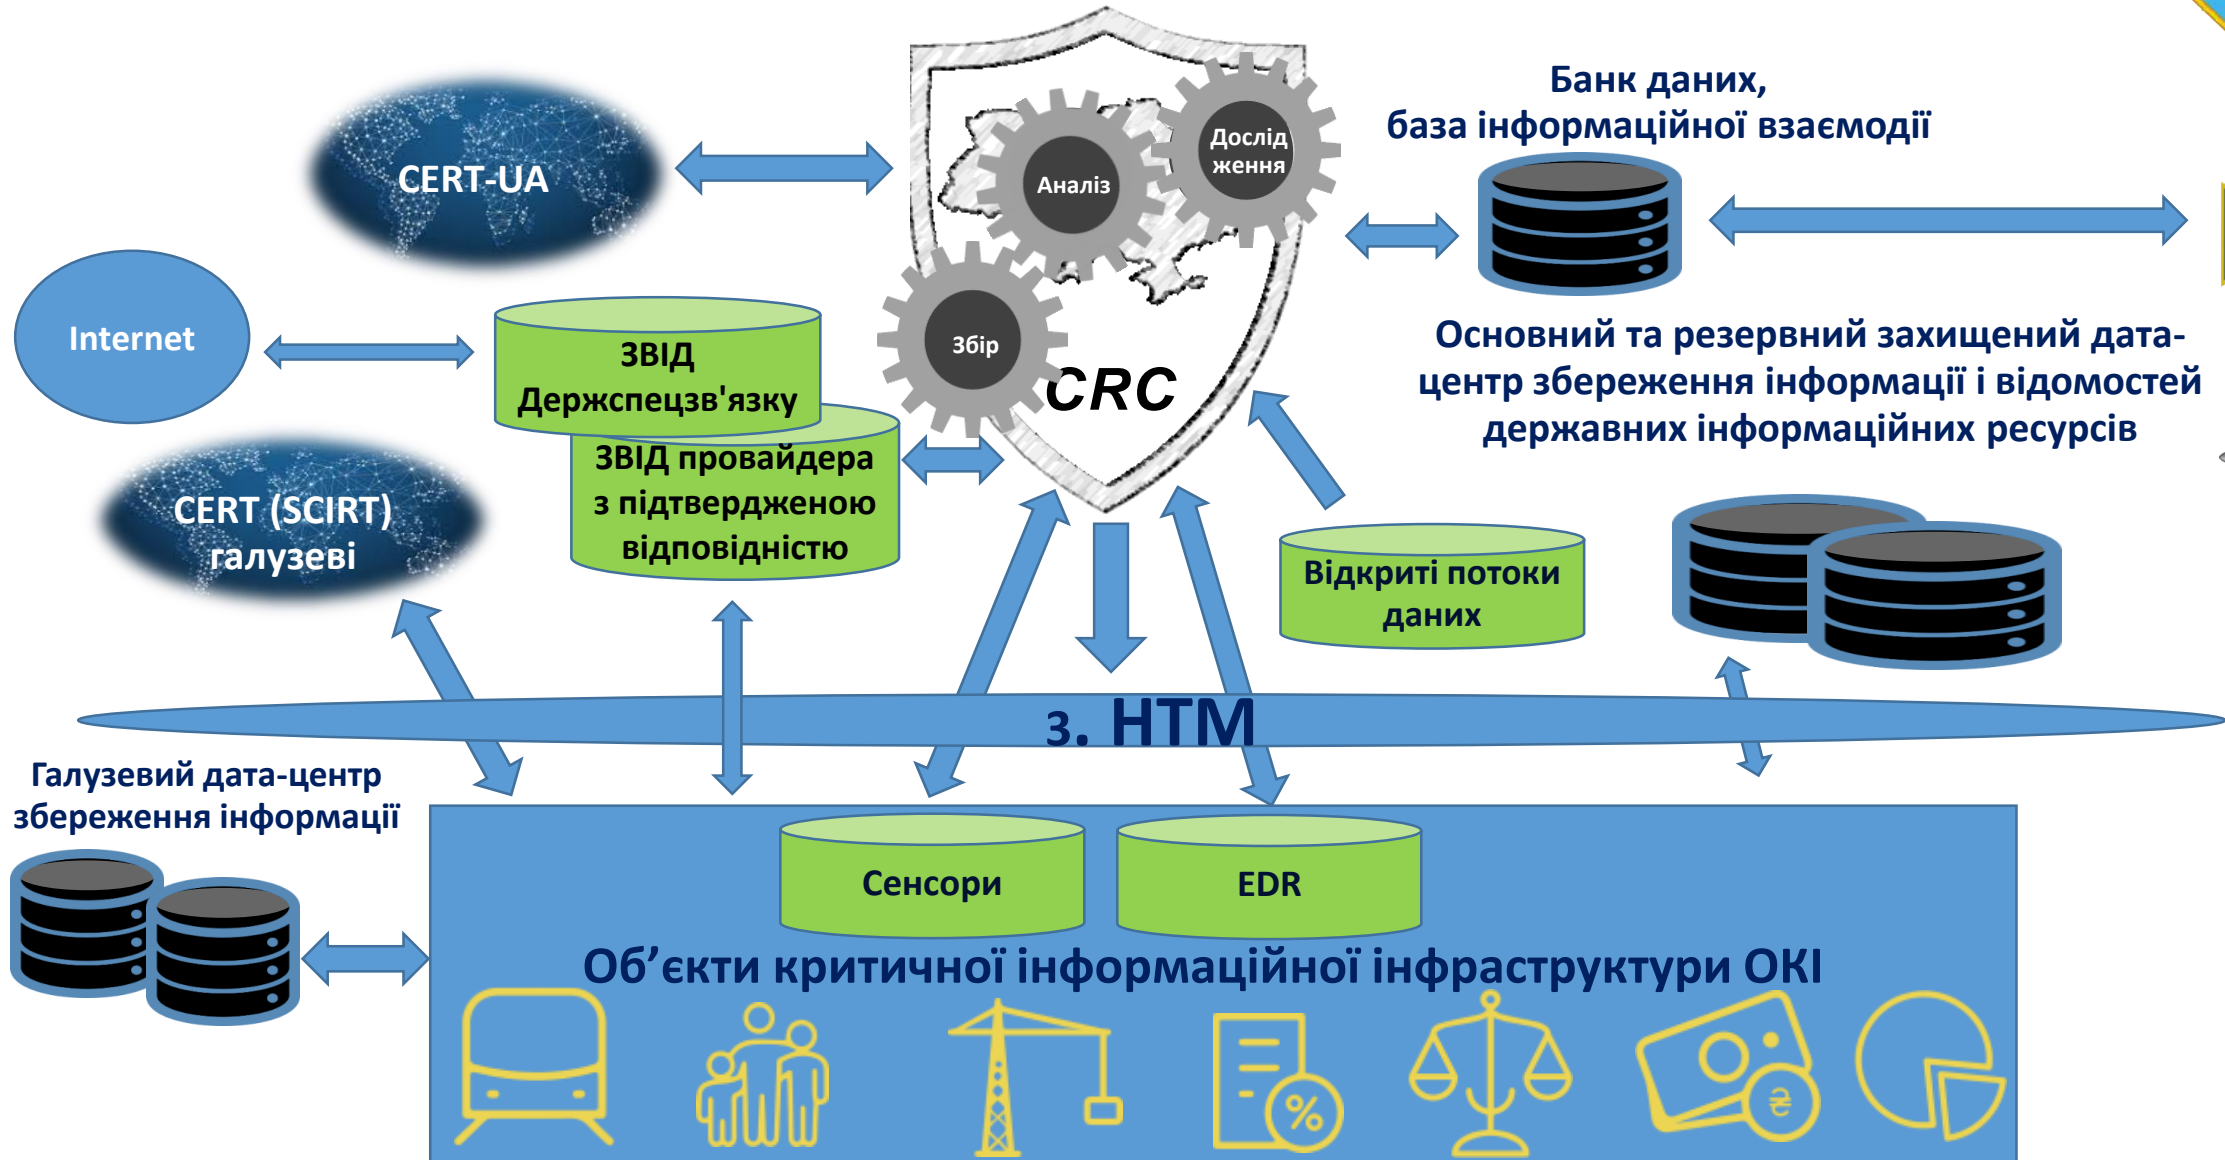 Банк даних,
база інформаційної взаємодії
Дослід
ження
Аналіз
CERT-UA
Internet
ЗВІД
Держспецзв'язку
Збір
CRC
Основний та резервний захищений дата-
центр збереження інформації і відомостей
державних інформаційних ресурсів
ЗВІД провайдера
з підтвердженою
відповідністю
CERT (SCIRT)
галузеві
Відкриті потоки
даних
з. НТМ
Галузевий дата-центр
збереження інформації
Сенсори
EDR
Об’єкти критичної інформаційної інфраструктури ОКІ
%
₴